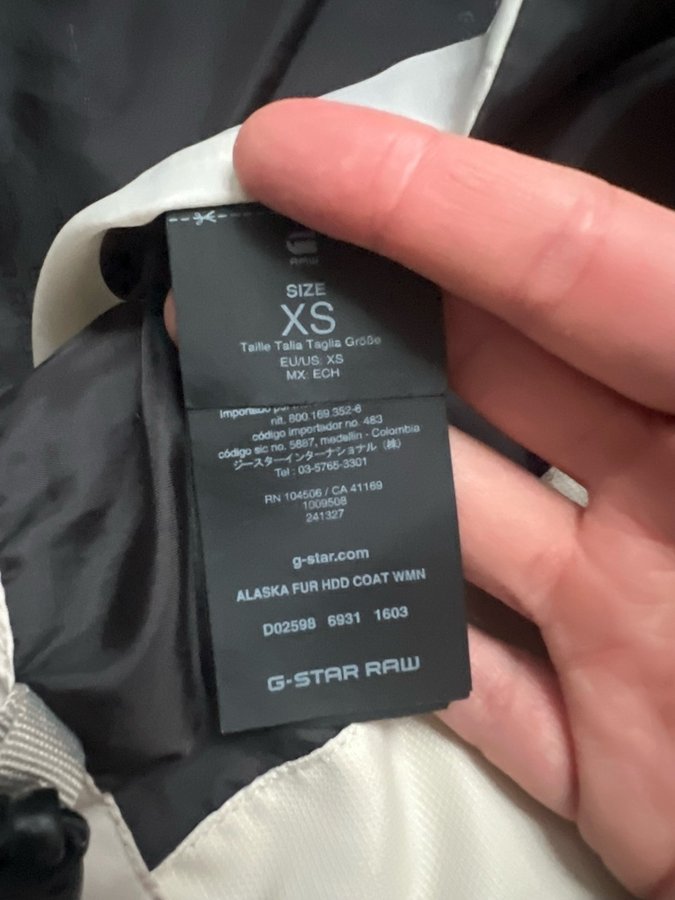 RAW
SIZE
XS
Taille Talla Taglia Größe
EU/US: XS
MX: ECH
importado por
nit. 800.169.352-6
código importador no. 483
código sic no. 5887, medellin - Colombia
ジースターインターナショナル (株)
Tel : 03-5765-3301
RN 104506 / CA 41169
1009508
241327
g-star.com
ALASKA FUR HDD COAT WMN
D02598 6931 1603
G-STAR RAW